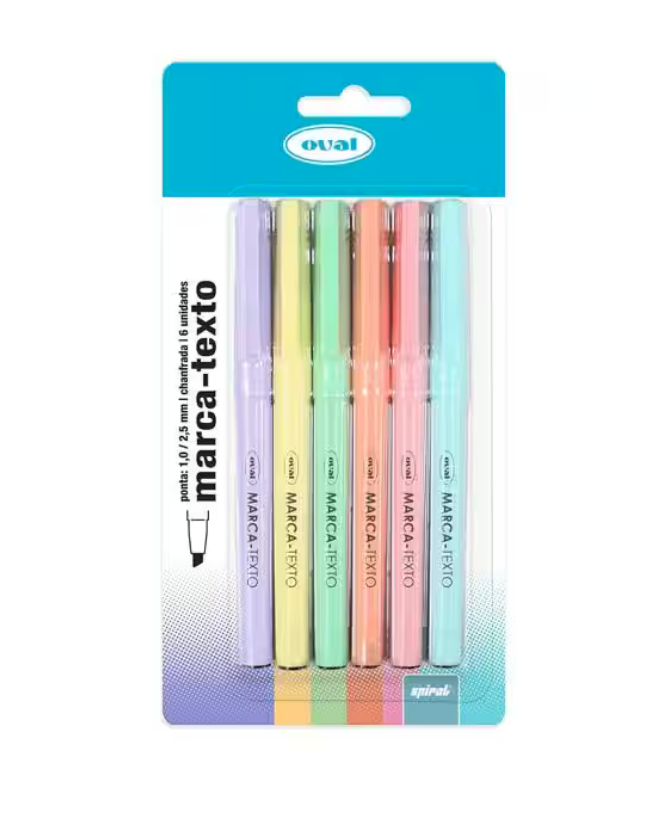 oval
ponta: 1,0 / 2,5 mm | chanfrada | 6 unidades
marca-texto
oval MARCA-TEXTO
oval MARCA-TEXTO
oval MARCA-TEXTO
oval MARCA-TEXTO
oval MARCA-TEXTO
oval MARCA-TEXTO
spiral